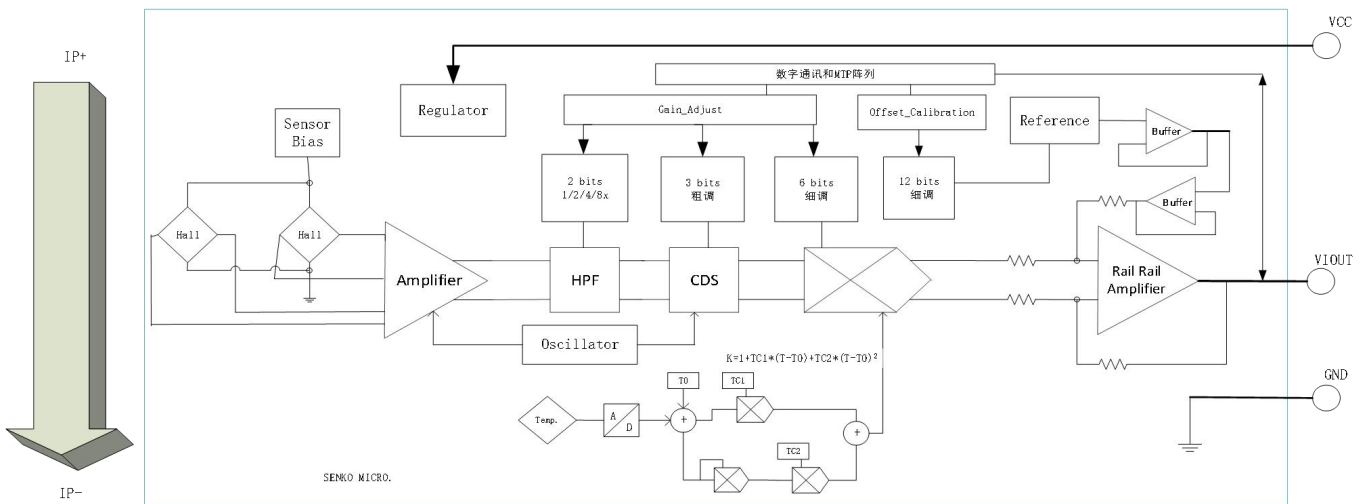 VCC
IP+
数字通讯和MTP阵列
Regulator
Gain_Adjust
Offset_Calibration
Reference
Buffer
Sensor
Bias
2 bits
1/2/4/8x
3 bits
粗调
6 bits
细调
12 bits
细调
Buffer
Hall
Hall
Amplifier
HPF
CDS
Rail Rail
Amplifier
VIOUT
Oscillator
K=1+TC1*(T-T0)+TC2*(T-T0)²
T0
TC1
GND
Temp.
A
D
+
+
TC2
SENKO MICRO.
IP-